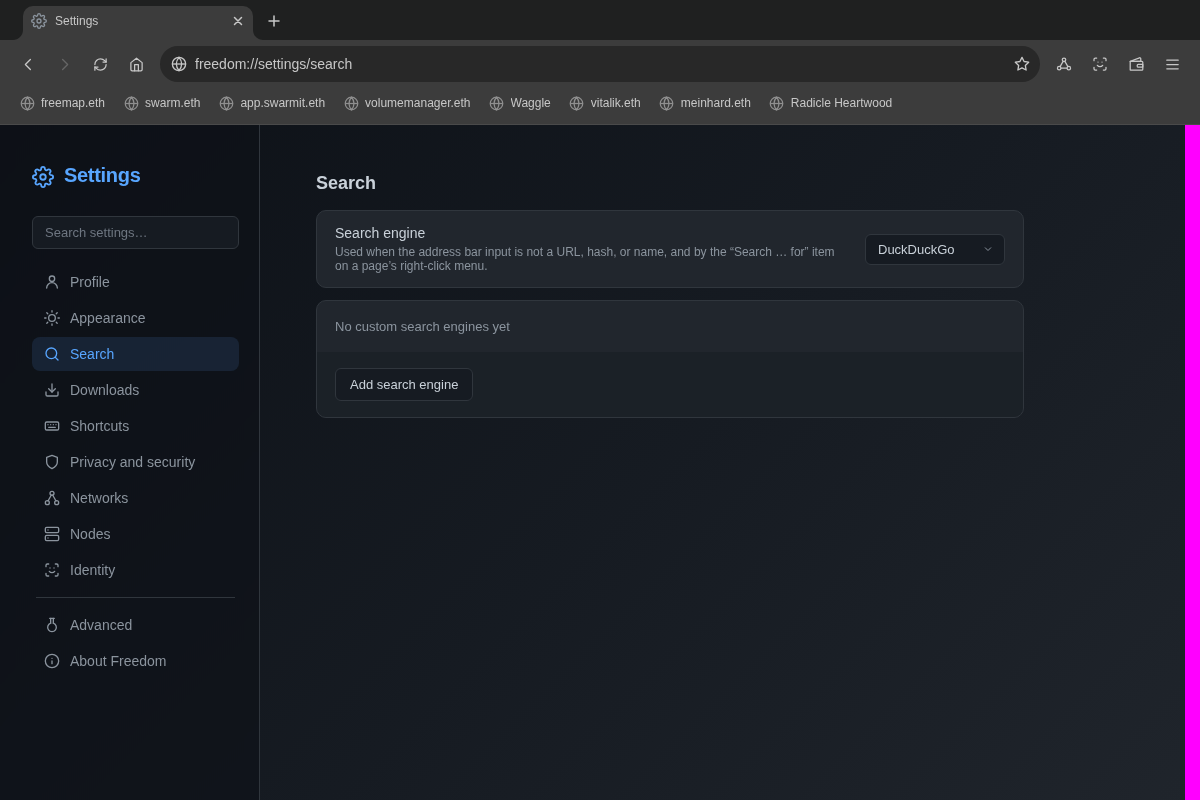 Settings
freedom://settings/search
freemap.eth
swarm.eth
app.swarmit.eth
volumemanager.eth
Waggle
vitalik.eth
meinhard.eth
Radicle Heartwood
Settings
Search settings…
Profile
Appearance
Search
Downloads
Shortcuts
Privacy and security
Networks
Nodes
Identity
Advanced
About Freedom
Search
Search engine
Used when the address bar input is not a URL, hash, or name, and by the “Search … for” item
on a page’s right-click menu.
DuckDuckGo
No custom search engines yet
Add search engine